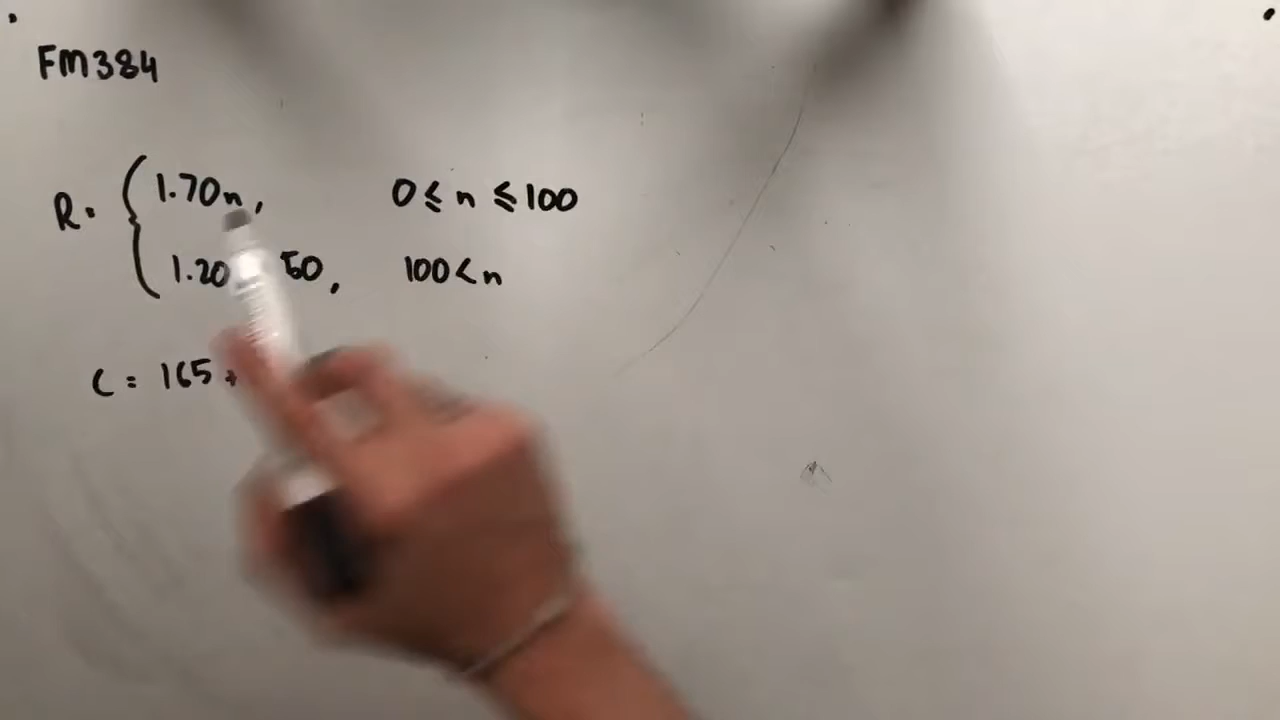 FM384
R = { 1.70n, 0 ≤ n ≤ 100
1.20 50, 100 < n
C = 165 +